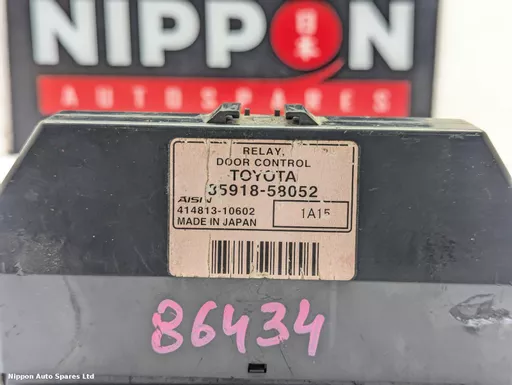 NIPPON
日本
AUTOSPARES
RELAY,
DOOR CONTROL
TOYOTA
85918-58052
AISIN
414813-10602
1A15
MADE IN JAPAN
86434
Nippon Auto Spares Ltd